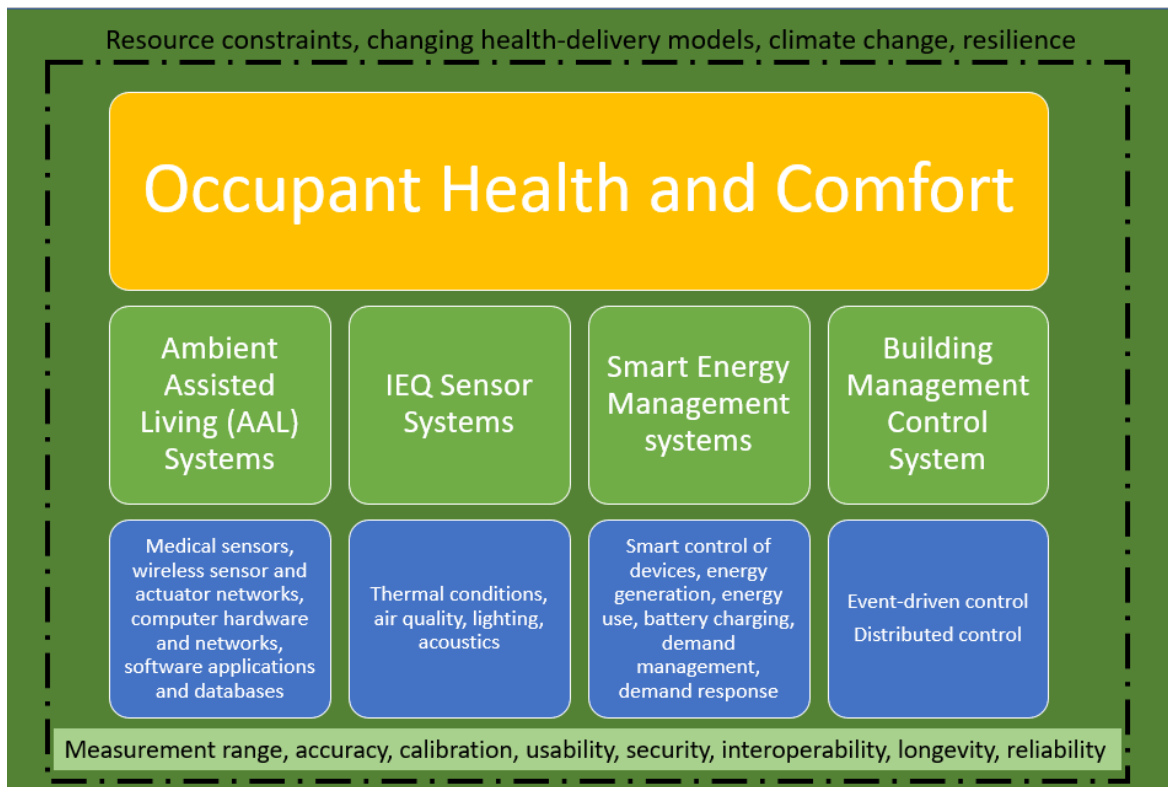 Resource constraints, changing health-delivery models, climate change, resilience
Occupant Health and Comfort
Ambient
Assisted
Living (AAL)
Systems
IEQ Sensor
Systems
Smart Energy
Management
systems
Building
Management
Control
System
Medical sensors,
wireless sensor and
actuator networks,
computer hardware
and networks,
software applications
and databases
Thermal conditions,
air quality, lighting,
acoustics
Smart control of
devices, energy
generation, energy
use, battery charging,
demand
management,
demand response
Event-driven control
Distributed control
Measurement range, accuracy, calibration, usability, security, interoperability, longevity, reliability